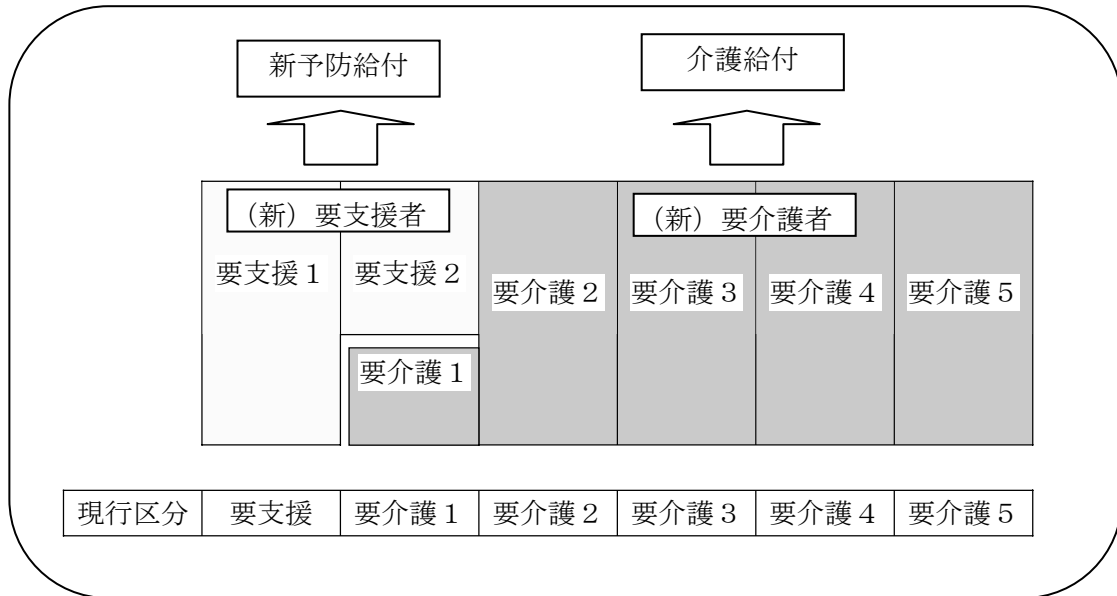 新予防給付
介護給付
（新）要支援者
（新）要介護者
要支援１
要支援２
要介護２
要介護３
要介護４
要介護５
要介護１
現行区分 要支援 要介護１ 要介護２ 要介護３ 要介護４ 要介護５